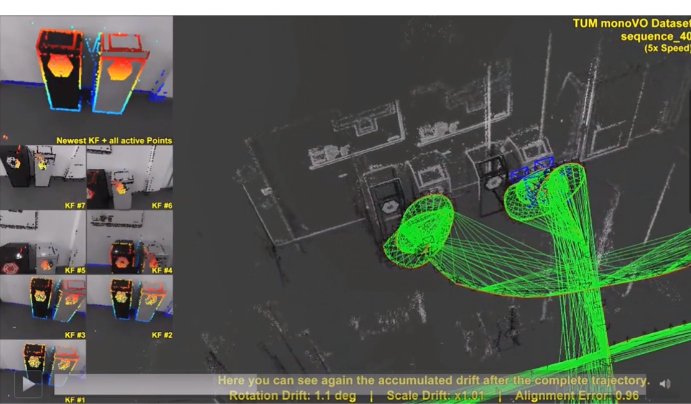 TUM monoVO Dataset
sequence_40
(5x Speed)
Newest KF + all active Points
KF #7
KF #6
KF #5
KF #4
KF #3
KF #2
KF #1
Here you can see again the accumulated drift after the complete trajectory.
Rotation Drift: 1.1 deg | Scale Drift: x1.01 | Alignment Error: 0.96